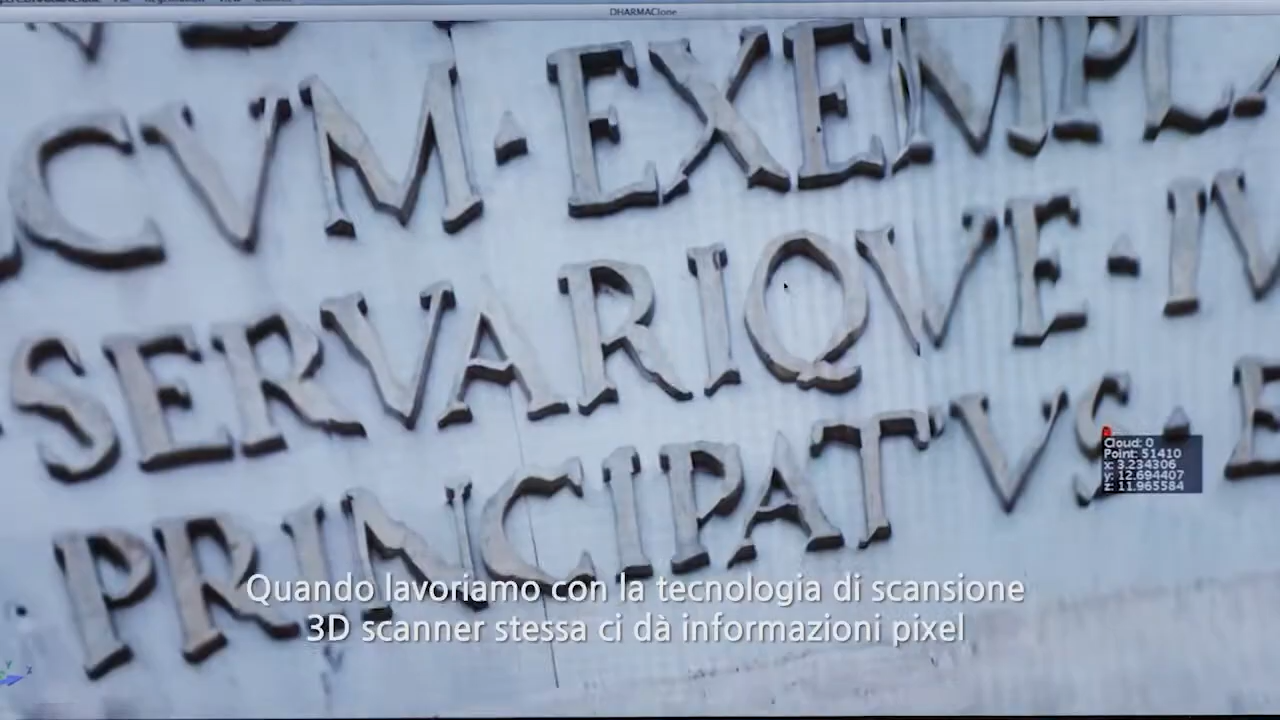 DHARMAClone
CVM · EXEMPL
SERVARIQVE · IV
PRINCIPATVS · E
Cloud: 0
Point: 51410
x: 3.234306
y: 12.694407
z: 11.965584
Quando lavoriamo con la tecnologia di scansione
3D scanner stessa ci dà informazioni pixel